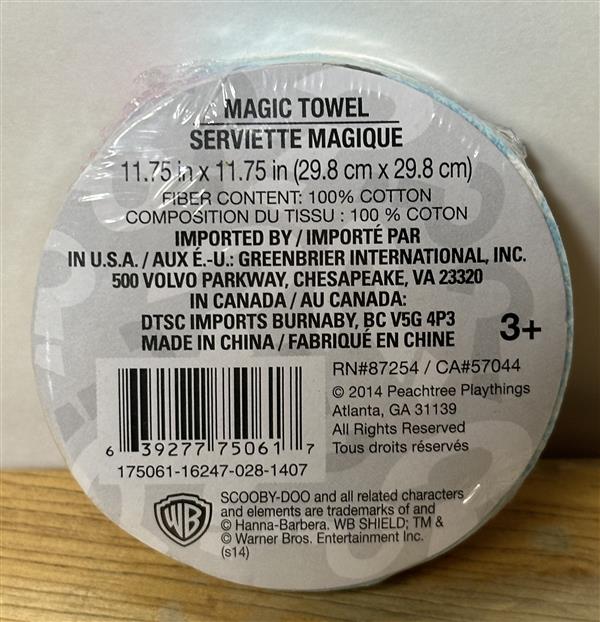 MAGIC TOWEL
SERVIETTE MAGIQUE
11.75 in x 11.75 in (29.8 cm x 29.8 cm)
FIBER CONTENT: 100% COTTON
COMPOSITION DU TISSU : 100 % COTON
IMPORTED BY / IMPORTÉ PAR
IN U.S.A. / AUX É.-U.: GREENBRIER INTERNATIONAL, INC.
500 VOLVO PARKWAY, CHESAPEAKE, VA 23320
IN CANADA / AU CANADA:
DTSC IMPORTS BURNABY, BC V5G 4P3
MADE IN CHINA / FABRIQUÉ EN CHINE
3+
RN#87254 / CA#57044
© 2014 Peachtree Playthings
Atlanta, GA 31139
All Rights Reserved
Tous droits réservés
6 39277 75061 7
175061-16247-028-1407
WB
SCOOBY-DOO and all related characters
and elements are trademarks of and
© Hanna-Barbera. WB SHIELD; TM &
© Warner Bros. Entertainment Inc.
(s14)